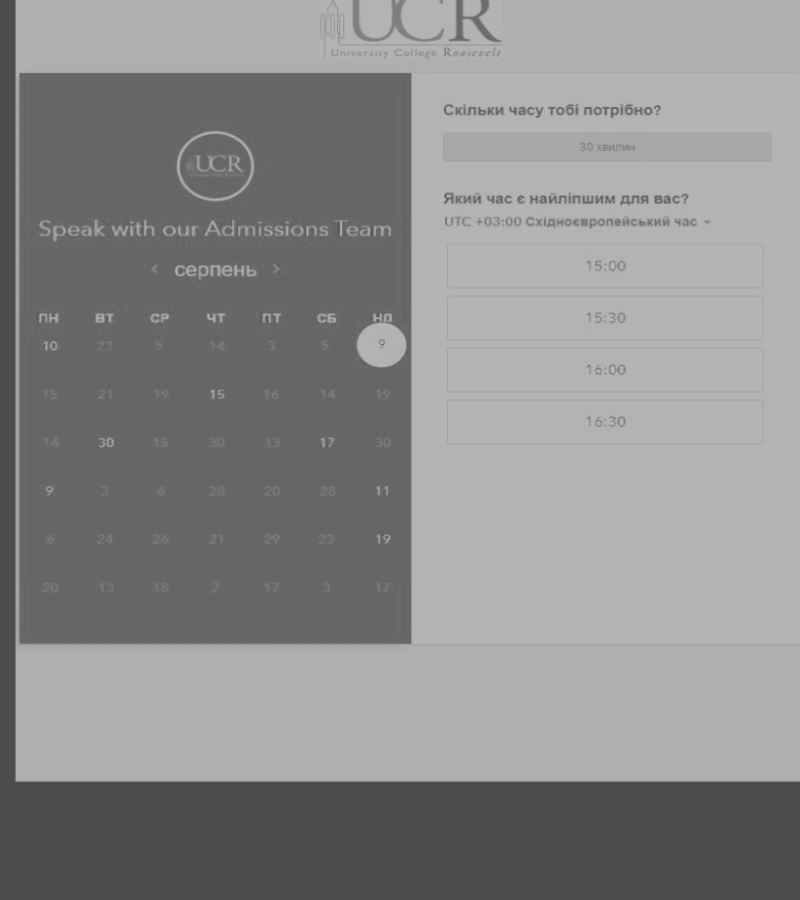 UCR
University College Roosevelt
UCR
Speak with our Admissions Team
< серпень >
ПН ВТ СР ЧТ ПТ СБ НД
10 23 5 14 3 5 9
15 21 19 15 16 14 19
14 30 15 30 13 17 30
9 3 6 28 20 28 11
6 24 26 21 29 23 19
20 13 18 2 17 3 17
Скільки часу тобі потрібно?
30 хвилин
Який час є найліпшим для вас?
UTC +03:00 Східноєвропейський час
15:00
15:30
16:00
16:30